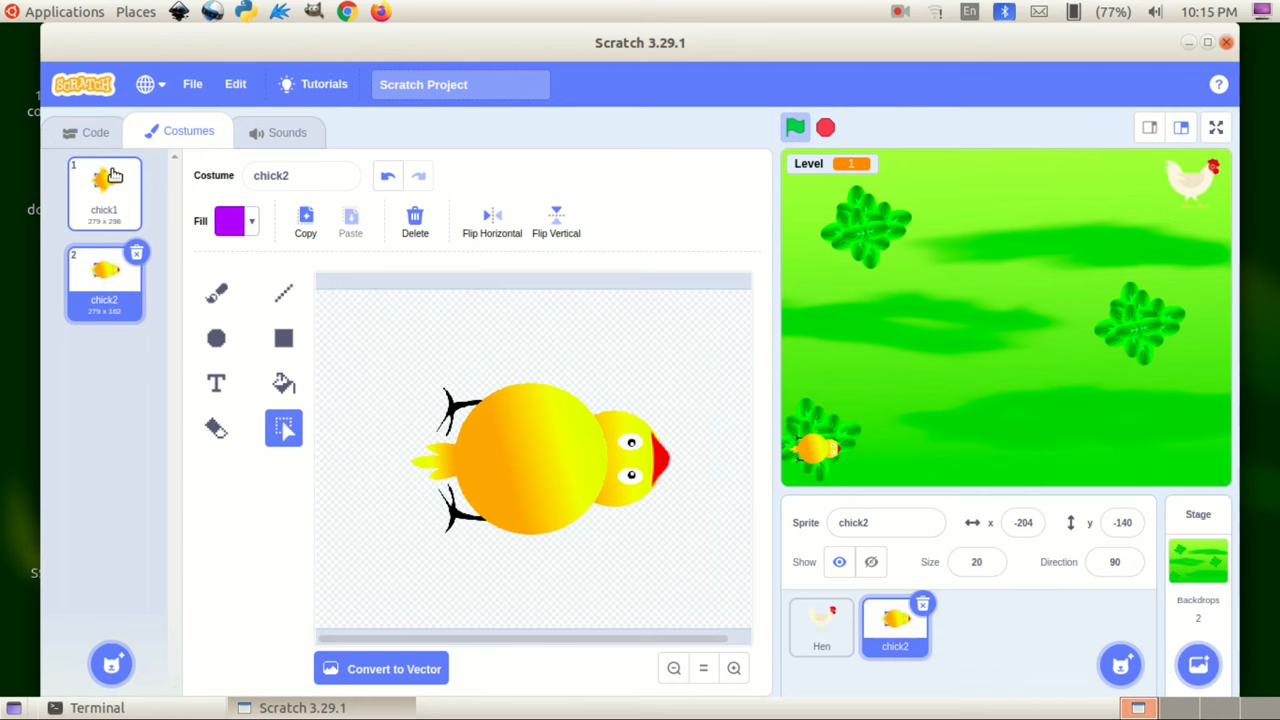 Applications Places En (77%) 10:15 PM
Scratch 3.29.1
SCRATCH File Edit Tutorials Scratch Project ?
Code Costumes Sounds
1
chick1
279 x 298
2
chick2
279 x 162
Costume chick2
Fill Copy Paste Delete Flip Horizontal Flip Vertical
T
Convert to Vector
Level 1
Sprite chick2 x -204 y -140
Show Size 20 Direction 90
Hen
chick2
Stage
Backdrops
2
Terminal Scratch 3.29.1